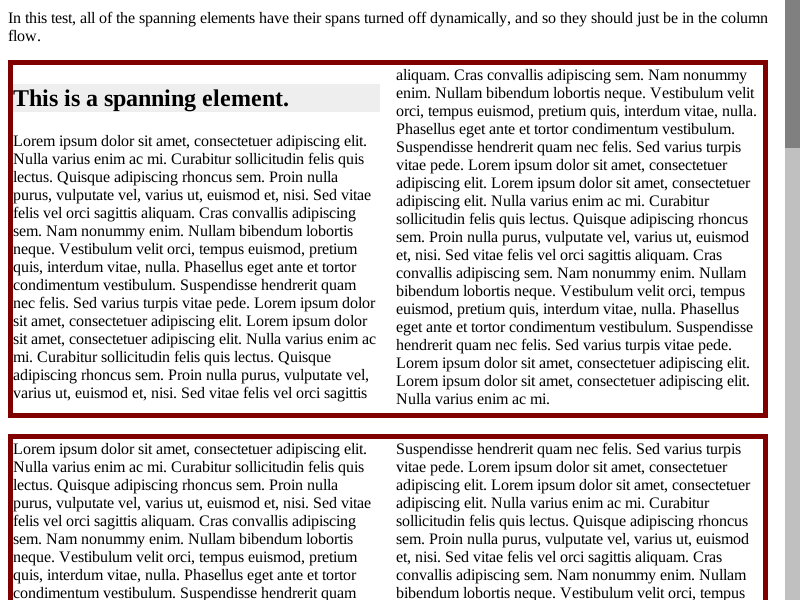 In this test, all of the spanning elements have their spans turned off dynamically, and so they should just be in the column
flow.
This is a spanning element.
Lorem ipsum dolor sit amet, consectetuer adipiscing elit.
Nulla varius enim ac mi. Curabitur sollicitudin felis quis
lectus. Quisque adipiscing rhoncus sem. Proin nulla
purus, vulputate vel, varius ut, euismod et, nisi. Sed vitae
felis vel orci sagittis aliquam. Cras convallis adipiscing
sem. Nam nonummy enim. Nullam bibendum lobortis
neque. Vestibulum velit orci, tempus euismod, pretium
quis, interdum vitae, nulla. Phasellus eget ante et tortor
condimentum vestibulum. Suspendisse hendrerit quam
nec felis. Sed varius turpis vitae pede. Lorem ipsum dolor
sit amet, consectetuer adipiscing elit. Lorem ipsum dolor
sit amet, consectetuer adipiscing elit. Nulla varius enim ac
mi. Curabitur sollicitudin felis quis lectus. Quisque
adipiscing rhoncus sem. Proin nulla purus, vulputate vel,
varius ut, euismod et, nisi. Sed vitae felis vel orci sagittis
aliquam. Cras convallis adipiscing sem. Nam nonummy
enim. Nullam bibendum lobortis neque. Vestibulum velit
orci, tempus euismod, pretium quis, interdum vitae, nulla.
Phasellus eget ante et tortor condimentum vestibulum.
Suspendisse hendrerit quam nec felis. Sed varius turpis
vitae pede. Lorem ipsum dolor sit amet, consectetuer
adipiscing elit. Lorem ipsum dolor sit amet, consectetuer
adipiscing elit. Nulla varius enim ac mi. Curabitur
sollicitudin felis quis lectus. Quisque adipiscing rhoncus
sem. Proin nulla purus, vulputate vel, varius ut, euismod
et, nisi. Sed vitae felis vel orci sagittis aliquam. Cras
convallis adipiscing sem. Nam nonummy enim. Nullam
bibendum lobortis neque. Vestibulum velit orci, tempus
euismod, pretium quis, interdum vitae, nulla. Phasellus
eget ante et tortor condimentum vestibulum. Suspendisse
hendrerit quam nec felis. Sed varius turpis vitae pede.
Lorem ipsum dolor sit amet, consectetuer adipiscing elit.
Lorem ipsum dolor sit amet, consectetuer adipiscing elit.
Nulla varius enim ac mi.
Lorem ipsum dolor sit amet, consectetuer adipiscing elit.
Nulla varius enim ac mi. Curabitur sollicitudin felis quis
lectus. Quisque adipiscing rhoncus sem. Proin nulla
purus, vulputate vel, varius ut, euismod et, nisi. Sed vitae
felis vel orci sagittis aliquam. Cras convallis adipiscing
sem. Nam nonummy enim. Nullam bibendum lobortis
neque. Vestibulum velit orci, tempus euismod, pretium
quis, interdum vitae, nulla. Phasellus eget ante et tortor
condimentum vestibulum. Suspendisse hendrerit quam
Suspendisse hendrerit quam nec felis. Sed varius turpis
vitae pede. Lorem ipsum dolor sit amet, consectetuer
adipiscing elit. Lorem ipsum dolor sit amet, consectetuer
adipiscing elit. Nulla varius enim ac mi. Curabitur
sollicitudin felis quis lectus. Quisque adipiscing rhoncus
sem. Proin nulla purus, vulputate vel, varius ut, euismod
et, nisi. Sed vitae felis vel orci sagittis aliquam. Cras
convallis adipiscing sem. Nam nonummy enim. Nullam
bibendum lobortis neque. Vestibulum velit orci, tempus